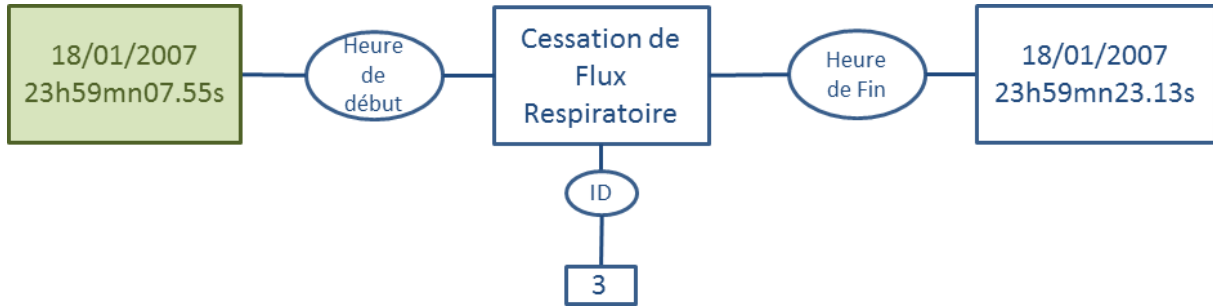 18/01/2007
23h59mn07.55s
Heure
de
début
Cessation de
Flux
Respiratoire
Heure
de Fin
18/01/2007
23h59mn23.13s
ID
3